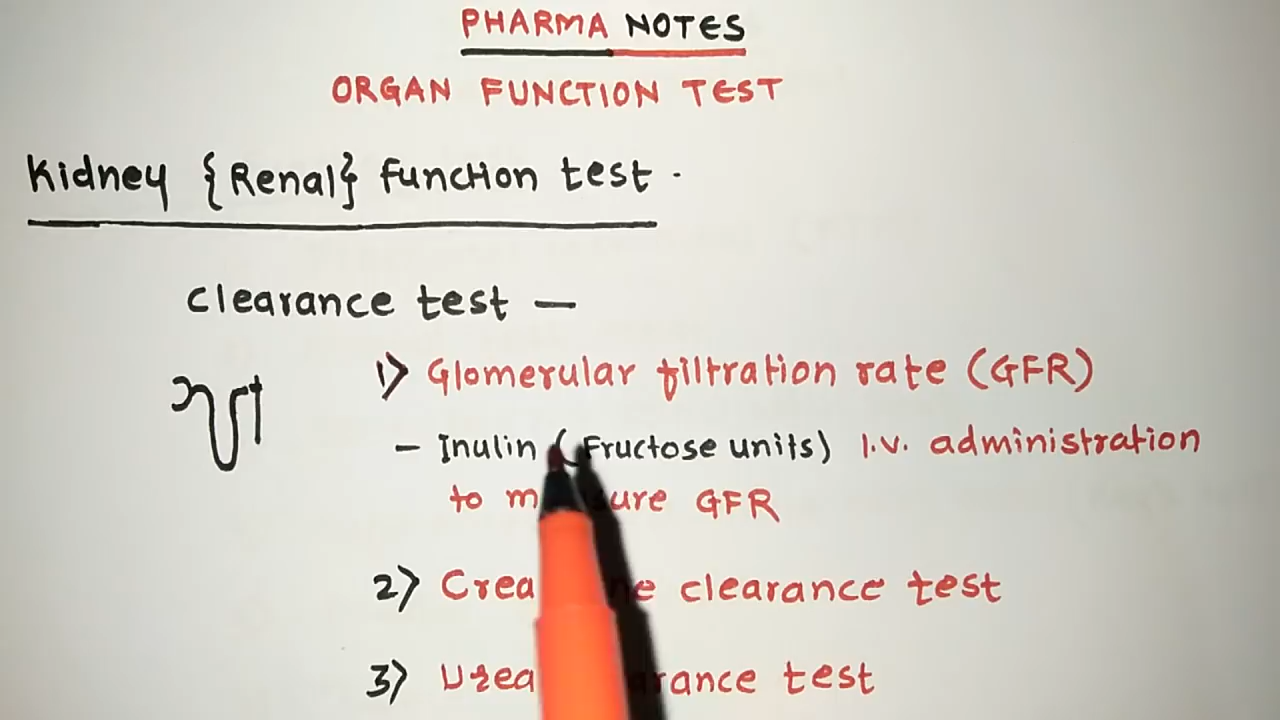 PHARMA NOTES
ORGAN FUNCTION TEST
Kidney {Renal} function test.
Clearance test —
1) Glomerular filtration rate (GFR)
– Inulin (Fructose units) I.V. administration
to GFR
2) clearance test
3) test